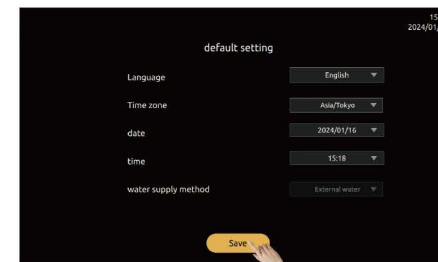 15
2024/01/
default setting
Language English
Time zone Asia/Tokyo
date 2024/01/16
time 15:18
water supply method External water
Save